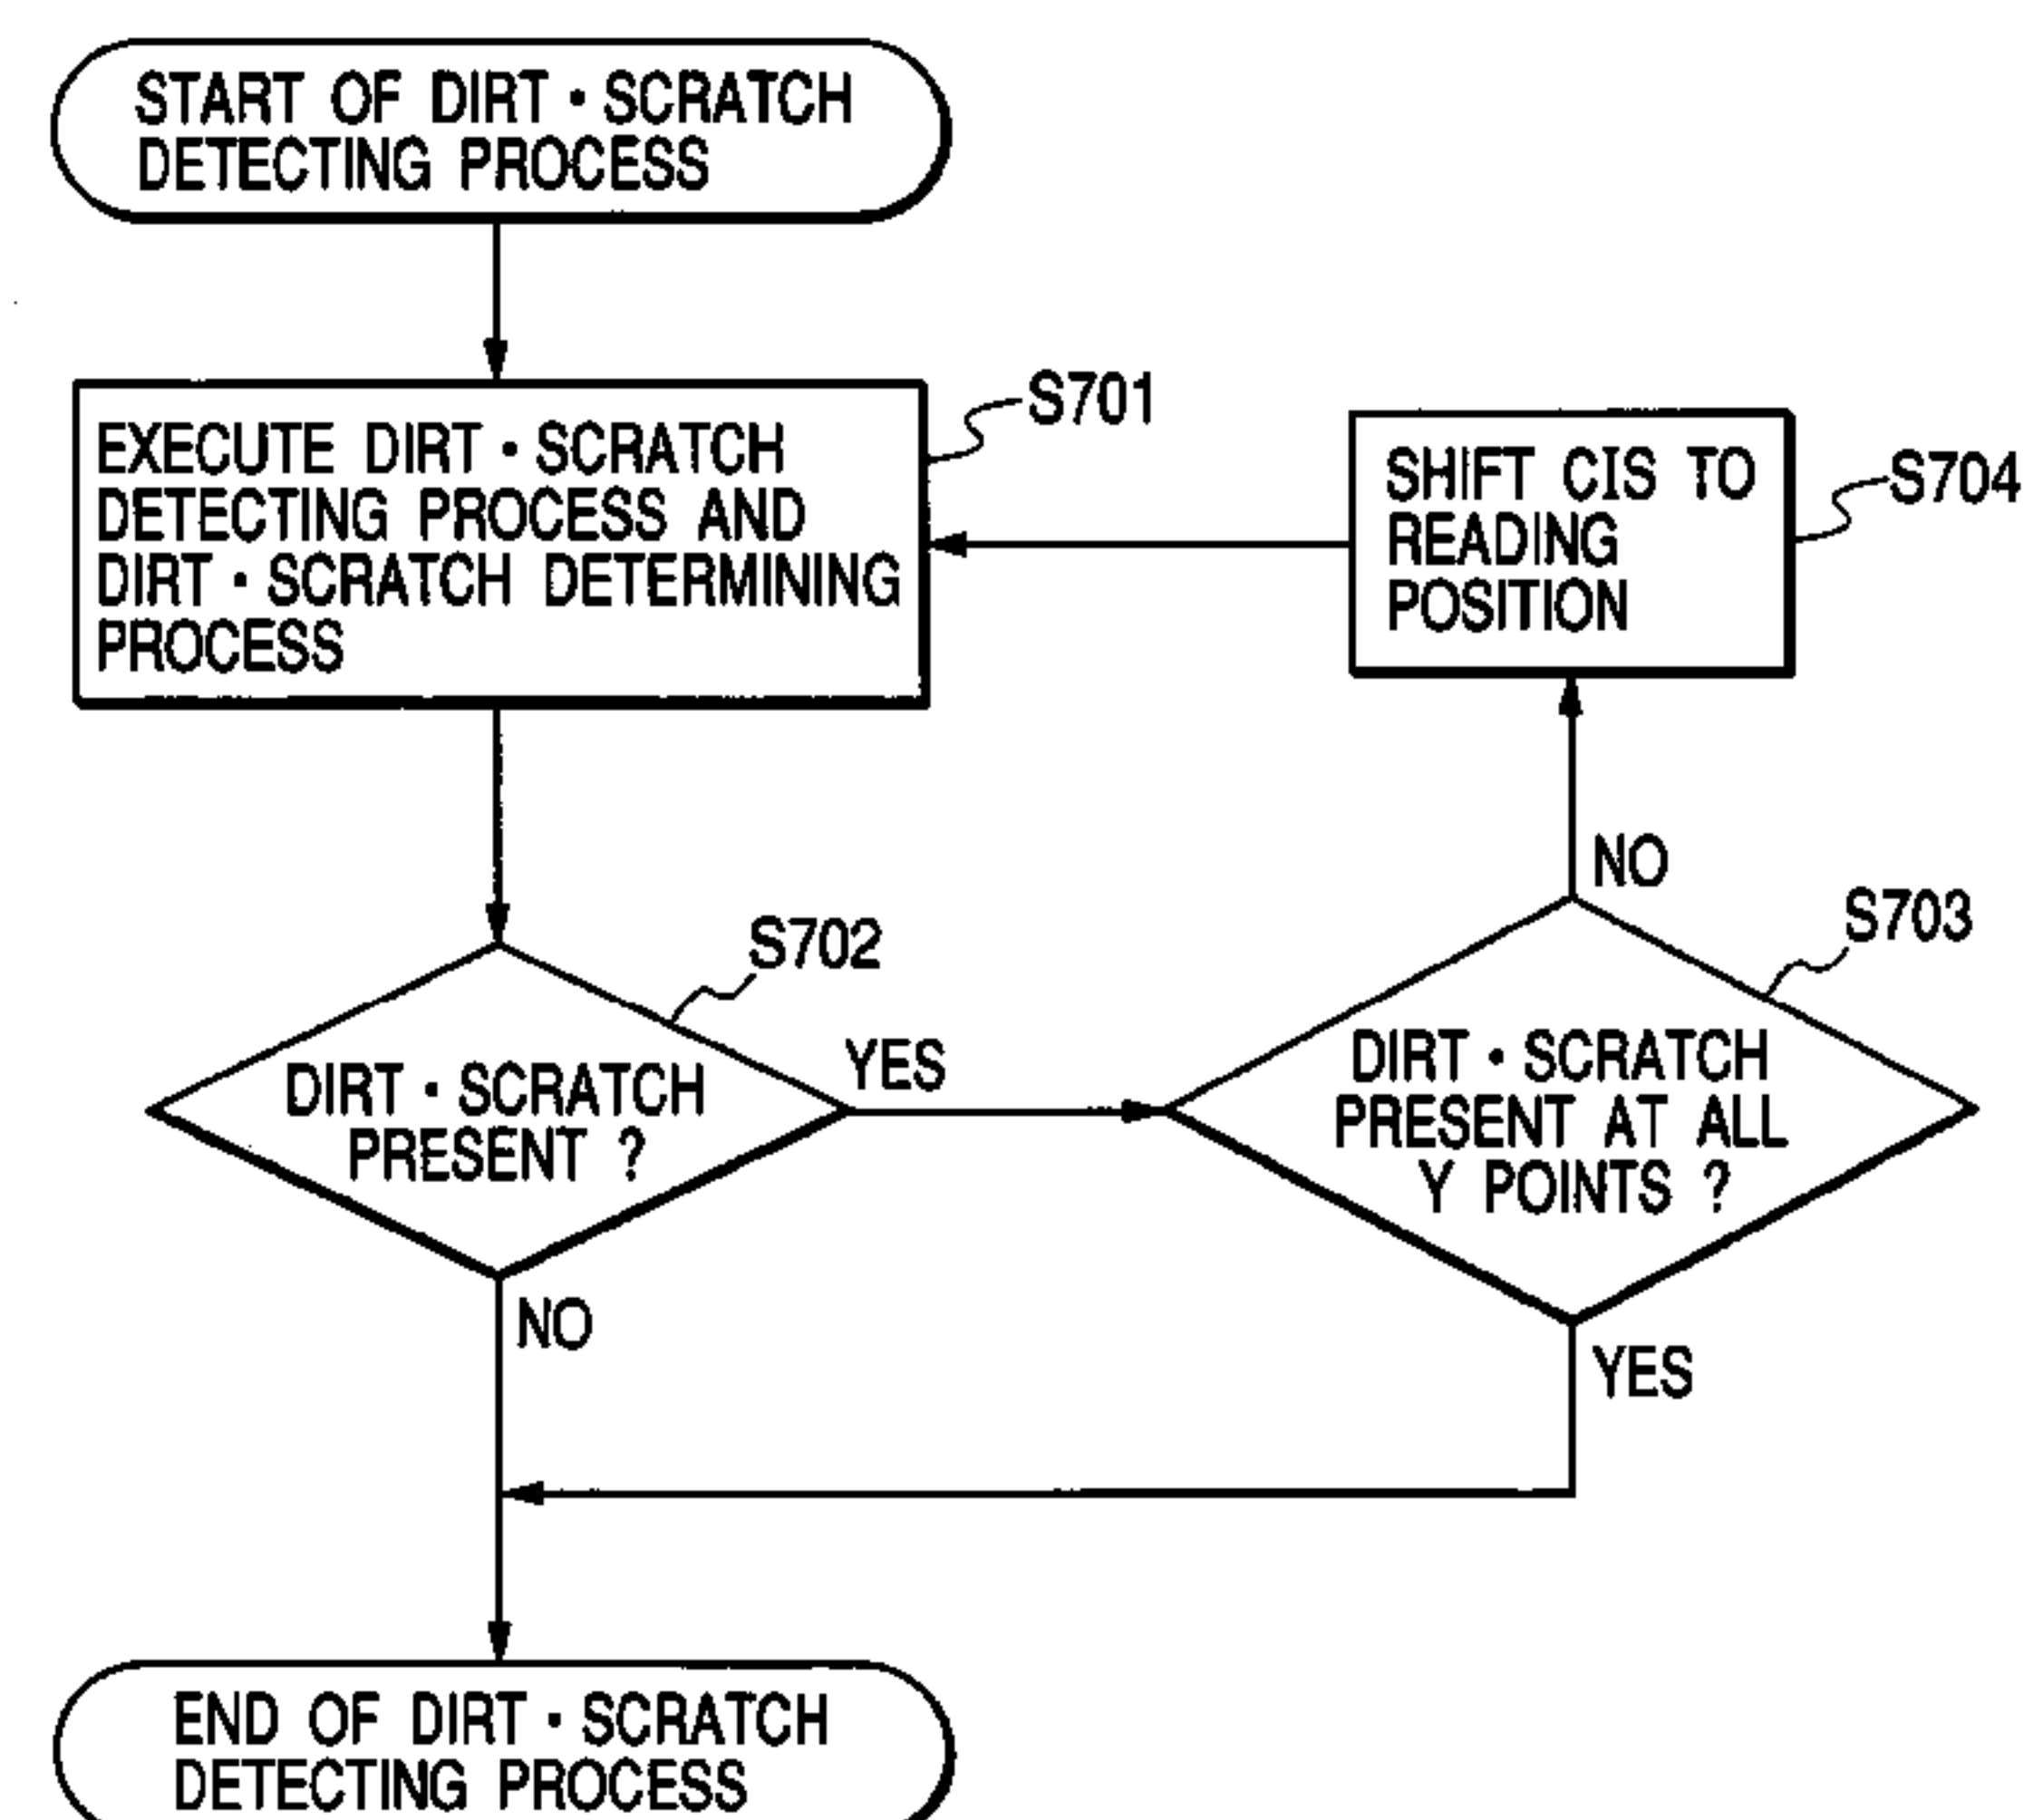 START OF DIRT・SCRATCH
DETECTING PROCESS
S701
EXECUTE DIRT・SCRATCH
DETECTING PROCESS AND
DIRT・SCRATCH DETERMINING
PROCESS
SHIFT CIS TO
READING
POSITION
S704
NO
S703
S702
DIRT・SCRATCH
PRESENT ?
YES
DIRT・SCRATCH
PRESENT AT ALL
Y POINTS ?
NO
YES
END OF DIRT・SCRATCH
DETECTING PROCESS